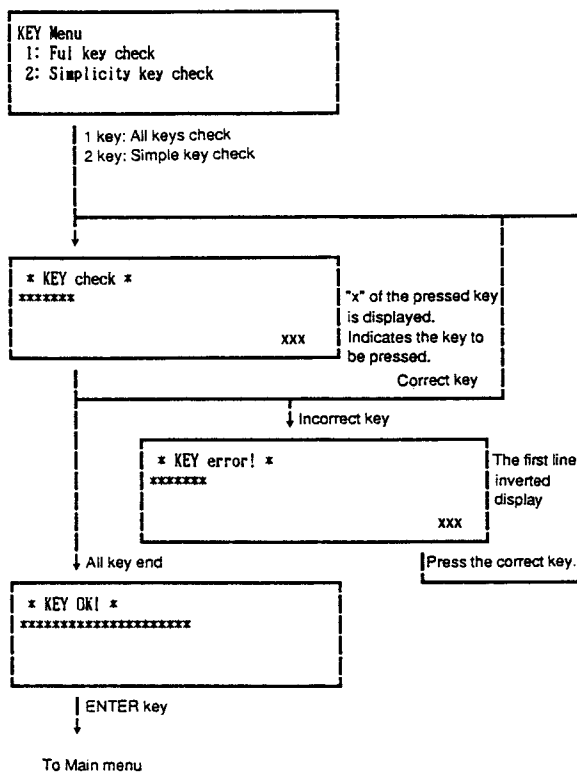 KEY Menu
1: Ful key check
2: Simplicity key check
1 key: All keys check
2 key: Simple key check
* KEY check *
*******
xxx
"x" of the pressed key
is displayed.
Indicates the key to
be pressed.
Correct key
Incorrect key
* KEY error! *
*******
xxx
The first line
inverted
display
Press the correct key.
All key end
* KEY OK! *
**********************
ENTER key
To Main menu